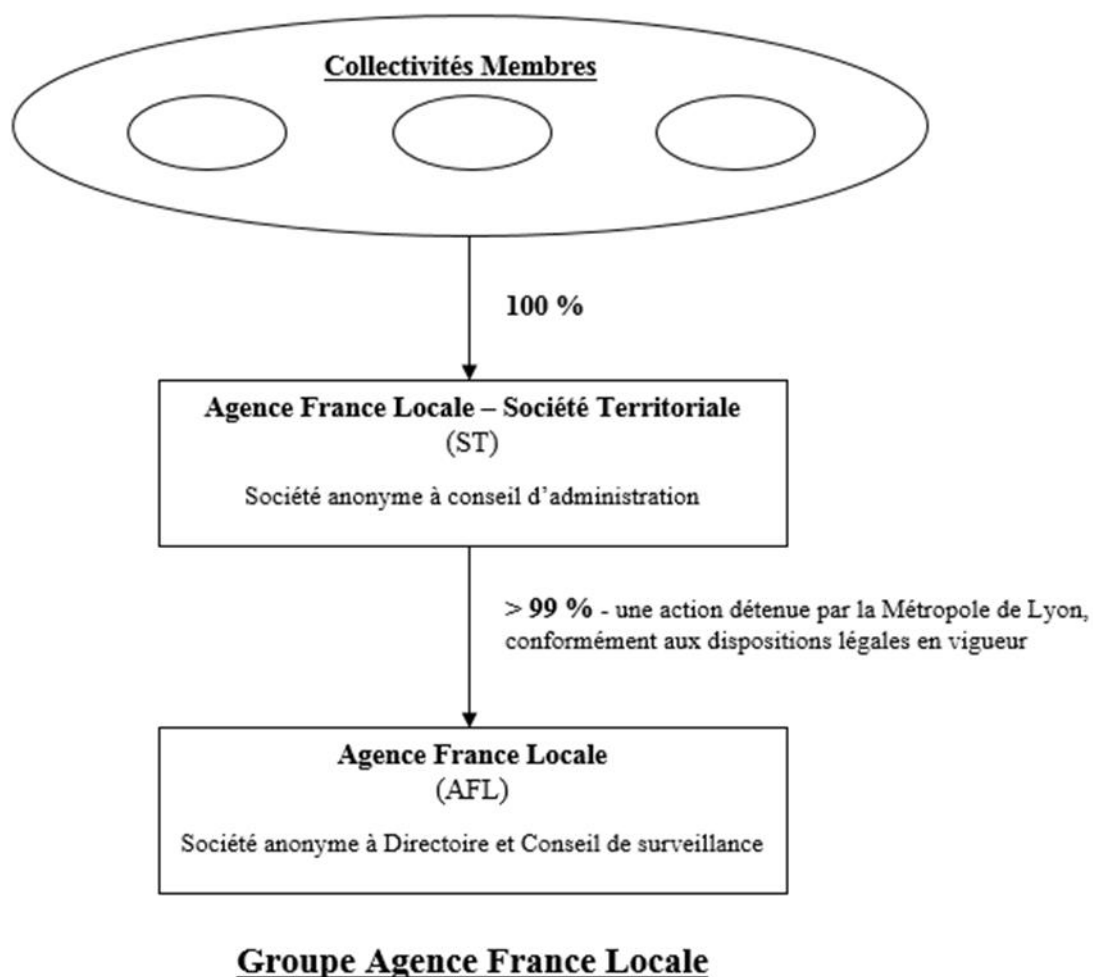 Collectivités Membres
100 %
Agence France Locale – Société Territoriale
(ST)
Société anonyme à conseil d’administration
> 99 % - une action détenue par la Métropole de Lyon,
conformément aux dispositions légales en vigueur
Agence France Locale
(AFL)
Société anonyme à Directoire et Conseil de surveillance
Groupe Agence France Locale